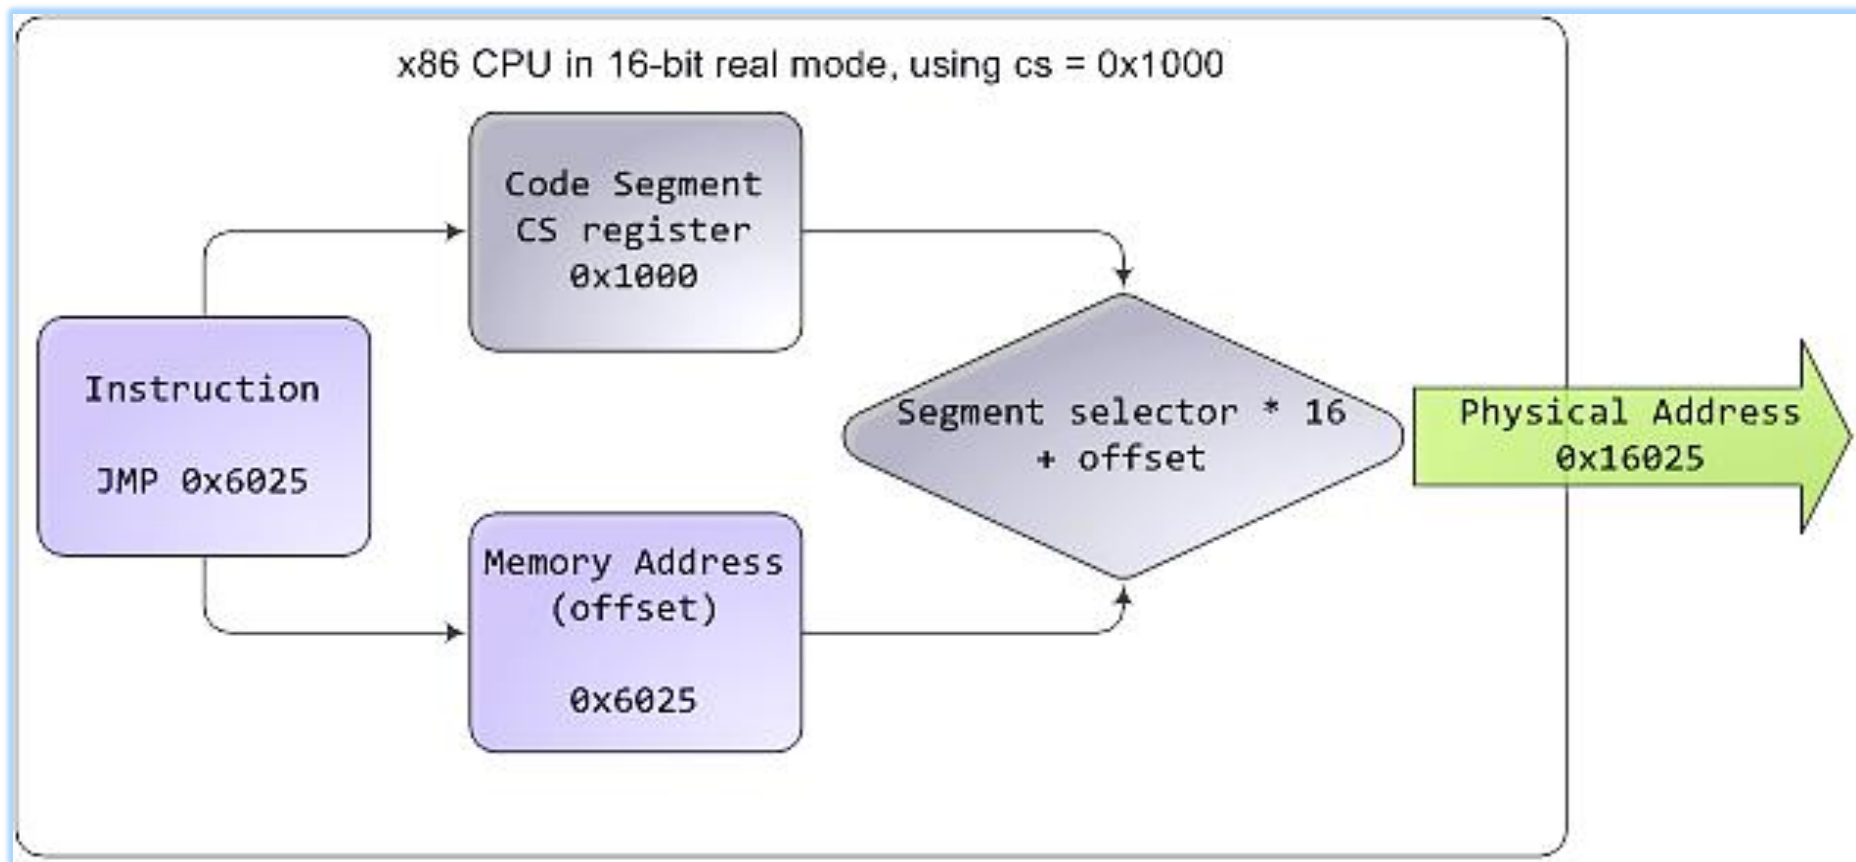 x86 CPU in 16-bit real mode, using cs = 0x1000
Code Segment
CS register
0x1000
Instruction
JMP 0x6025
Memory Address
(offset)
0x6025
Segment selector * 16
+ offset
Physical Address
0x16025